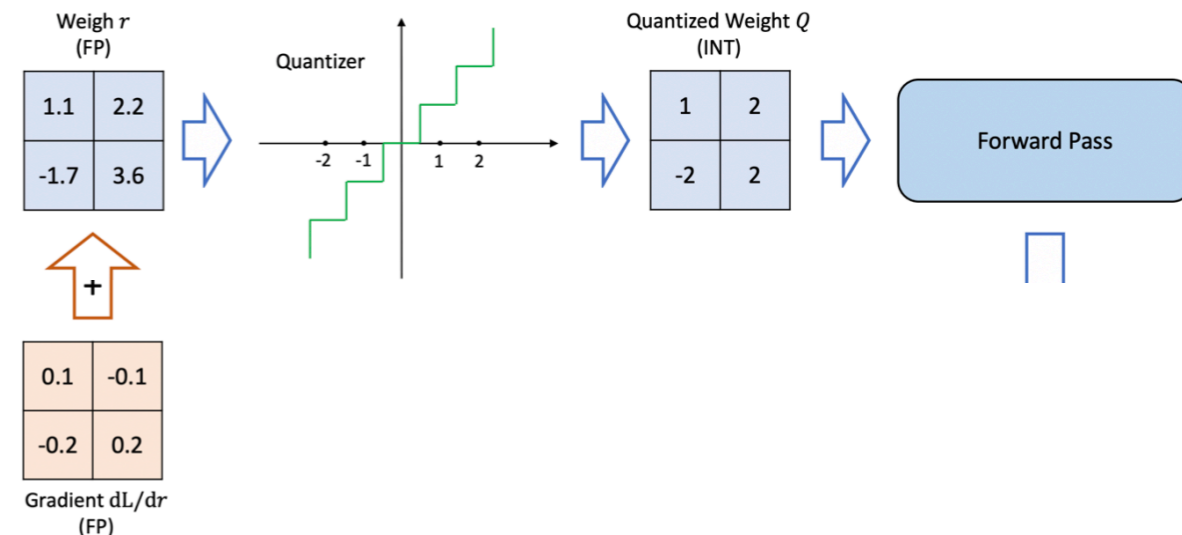 Weigh r
(FP)
1.1 2.2
-1.7 3.6
Quantizer
-2 -1 1 2
Quantized Weight Q
(INT)
1 2
-2 2
Forward Pass
+
0.1 -0.1
-0.2 0.2
Gradient dL/dr
(FP)